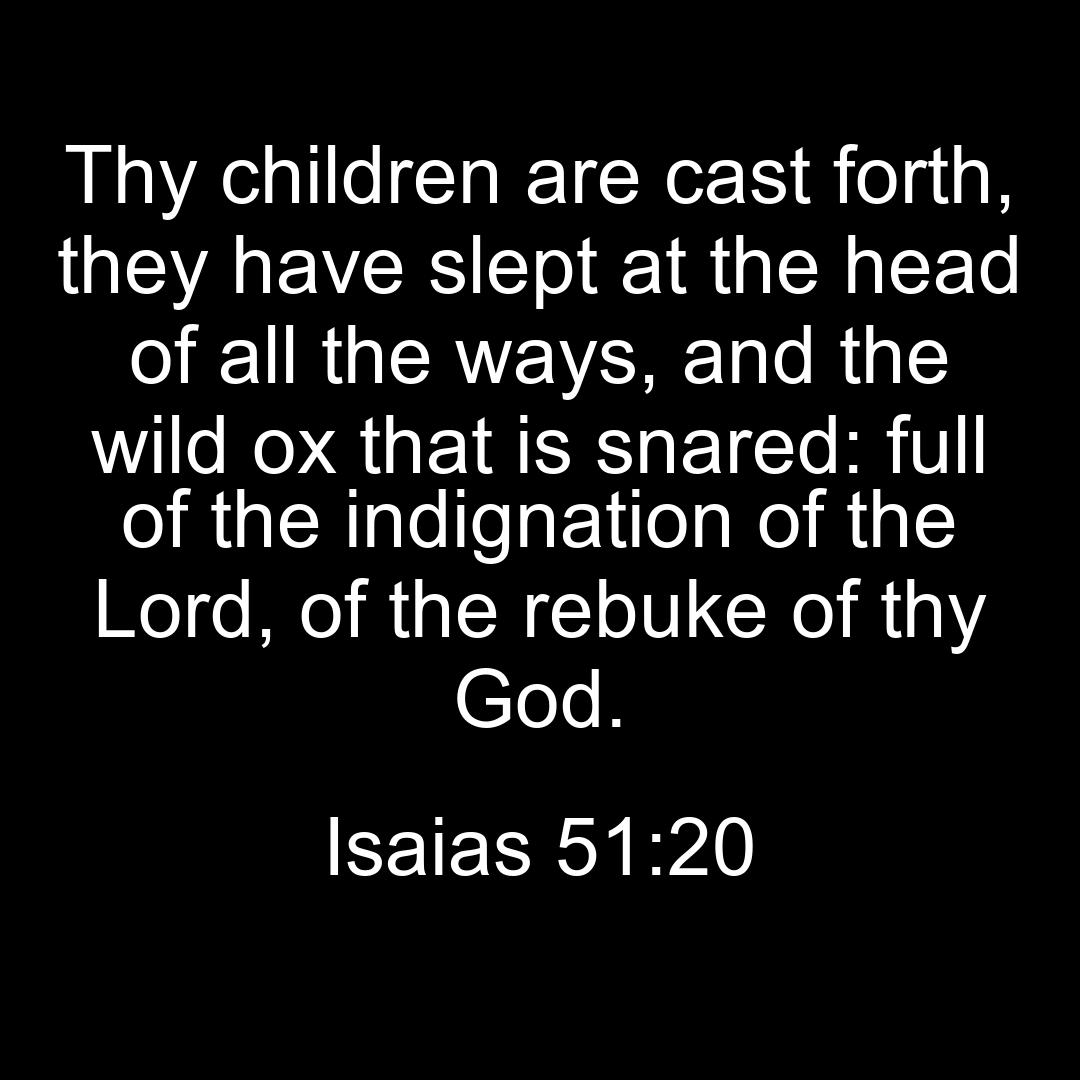 Thy children are cast forth,
they have slept at the head
of all the ways, and the
wild ox that is snared: full
of the indignation of the
Lord, of the rebuke of thy
God.
Isaias 51:20